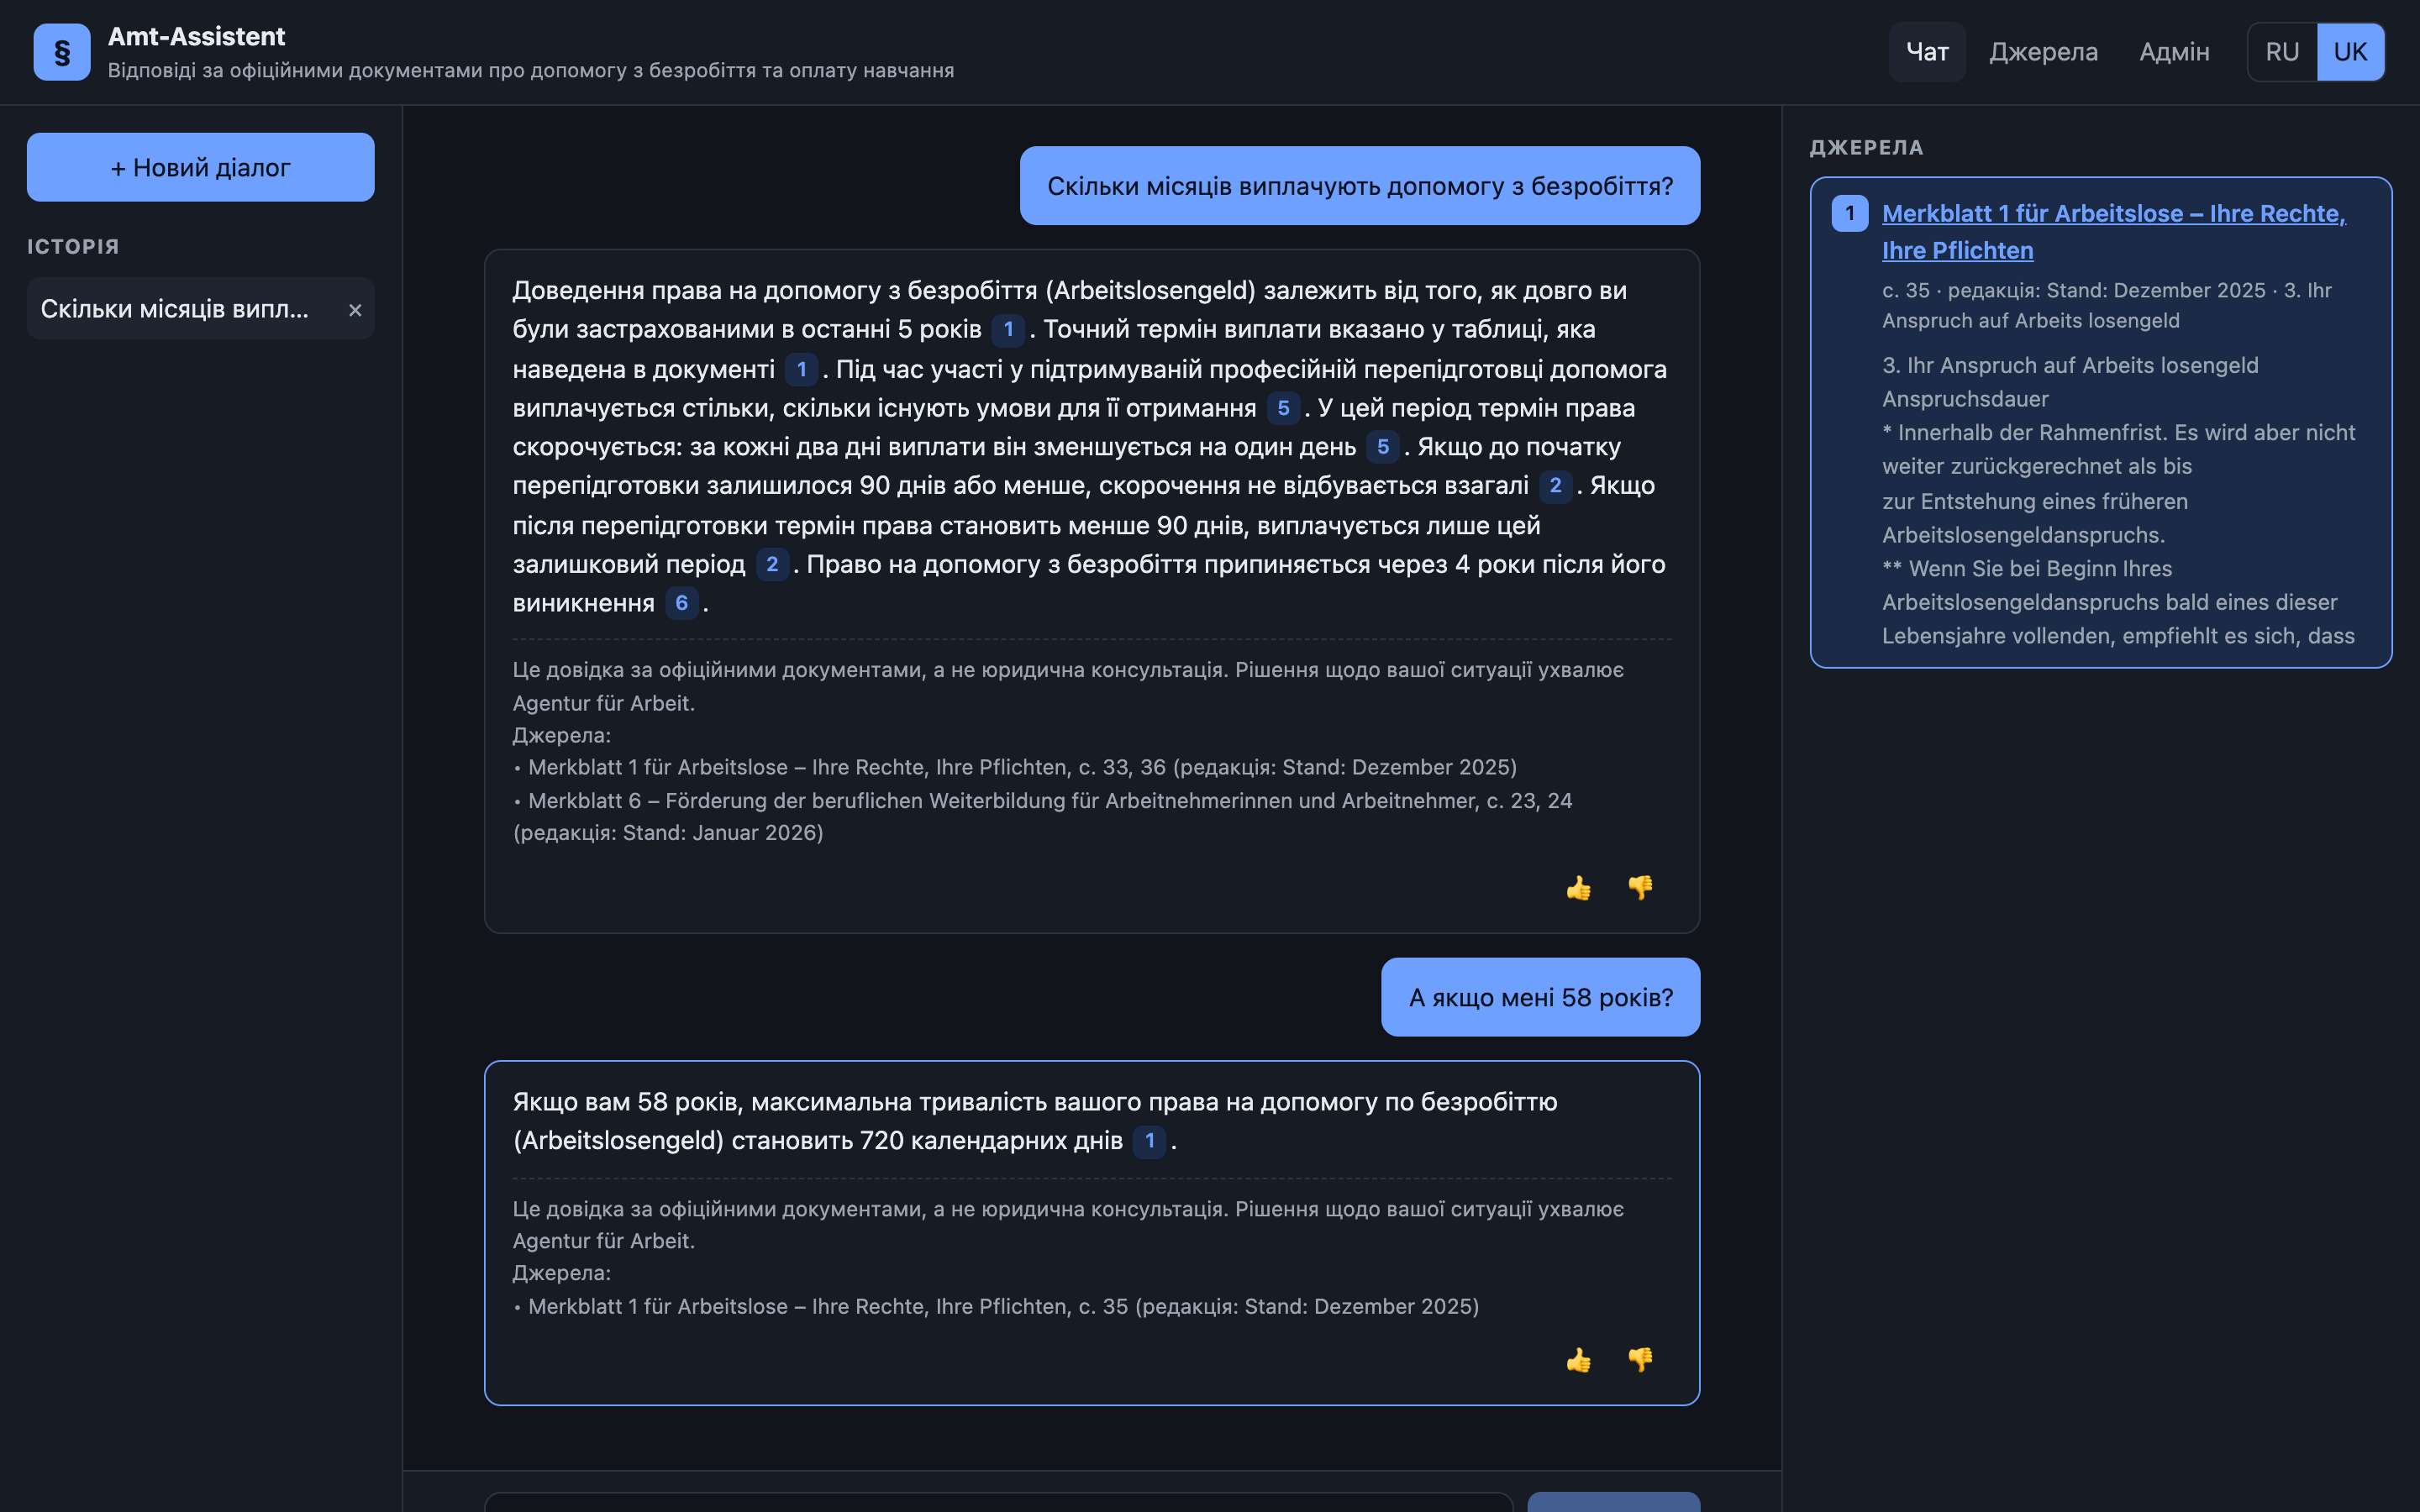 §
Amt-Assistent
Відповіді за офіційними документами про допомогу з безробіття та оплату навчання
Чат
Джерела
Адмін
RU
UK
+ Новий діалог
ІСТОРІЯ
Скільки місяців випл... ×
Скільки місяців виплачують допомогу з безробіття?
Доведення права на допомогу з безробіття (Arbeitslosengeld) залежить від того, як довго ви
були застрахованими в останні 5 років 1 . Точний термін виплати вказано у таблиці, яка
наведена в документі 1 . Під час участі у підтримуваній професійній перепідготовці допомога
виплачується стільки, скільки існують умови для її отримання 5 . У цей період термін права
скорочується: за кожні два дні виплати він зменшується на один день 5 . Якщо до початку
перепідготовки залишилося 90 днів або менше, скорочення не відбувається взагалі 2 . Якщо
після перепідготовки термін права становить менше 90 днів, виплачується лише цей
залишковий період 2 . Право на допомогу з безробіття припиняється через 4 роки після його
виникнення 6 .
Це довідка за офіційними документами, а не юридична консультація. Рішення щодо вашої ситуації ухвалює
Agentur für Arbeit.
Джерела:
• Merkblatt 1 für Arbeitslose – Ihre Rechte, Ihre Pflichten, с. 33, 36 (редакція: Stand: Dezember 2025)
• Merkblatt 6 – Förderung der beruflichen Weiterbildung für Arbeitnehmerinnen und Arbeitnehmer, с. 23, 24
(редакція: Stand: Januar 2026)
А якщо мені 58 років?
Якщо вам 58 років, максимальна тривалість вашого права на допомогу по безробіттю
(Arbeitslosengeld) становить 720 календарних днів 1 .
Це довідка за офіційними документами, а не юридична консультація. Рішення щодо вашої ситуації ухвалює
Agentur für Arbeit.
Джерела:
• Merkblatt 1 für Arbeitslose – Ihre Rechte, Ihre Pflichten, с. 35 (редакція: Stand: Dezember 2025)
ДЖЕРЕЛА
1 Merkblatt 1 für Arbeitslose – Ihre Rechte,
Ihre Pflichten
с. 35 · редакція: Stand: Dezember 2025 · 3. Ihr
Anspruch auf Arbeits losengeld
3. Ihr Anspruch auf Arbeits losengeld
Anspruchsdauer
* Innerhalb der Rahmenfrist. Es wird aber nicht
weiter zurückgerechnet als bis
zur Entstehung eines früheren
Arbeitslosengeldanspruchs.
** Wenn Sie bei Beginn Ihres
Arbeitslosengeldanspruchs bald eines dieser
Lebensjahre vollenden, empfiehlt es sich, dass